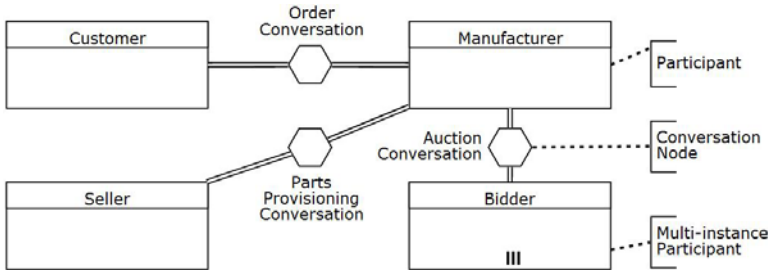 Order
Conversation
Customer
Manufacturer
Participant
Auction
Conversation
Conversation
Node
Parts
Provisioning
Conversation
Seller
Bidder
Multi-instance
Participant